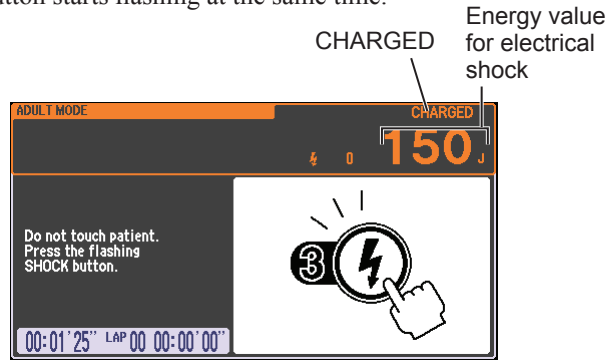 utton starts flashing at the same time.
Energy value
for electrical
shock
CHARGED
ADULT MODE
CHARGED
0
150 J
Do not touch patient.
Press the flashing
SHOCK button.
3
00:01'25" LAP 00 00:00'00"